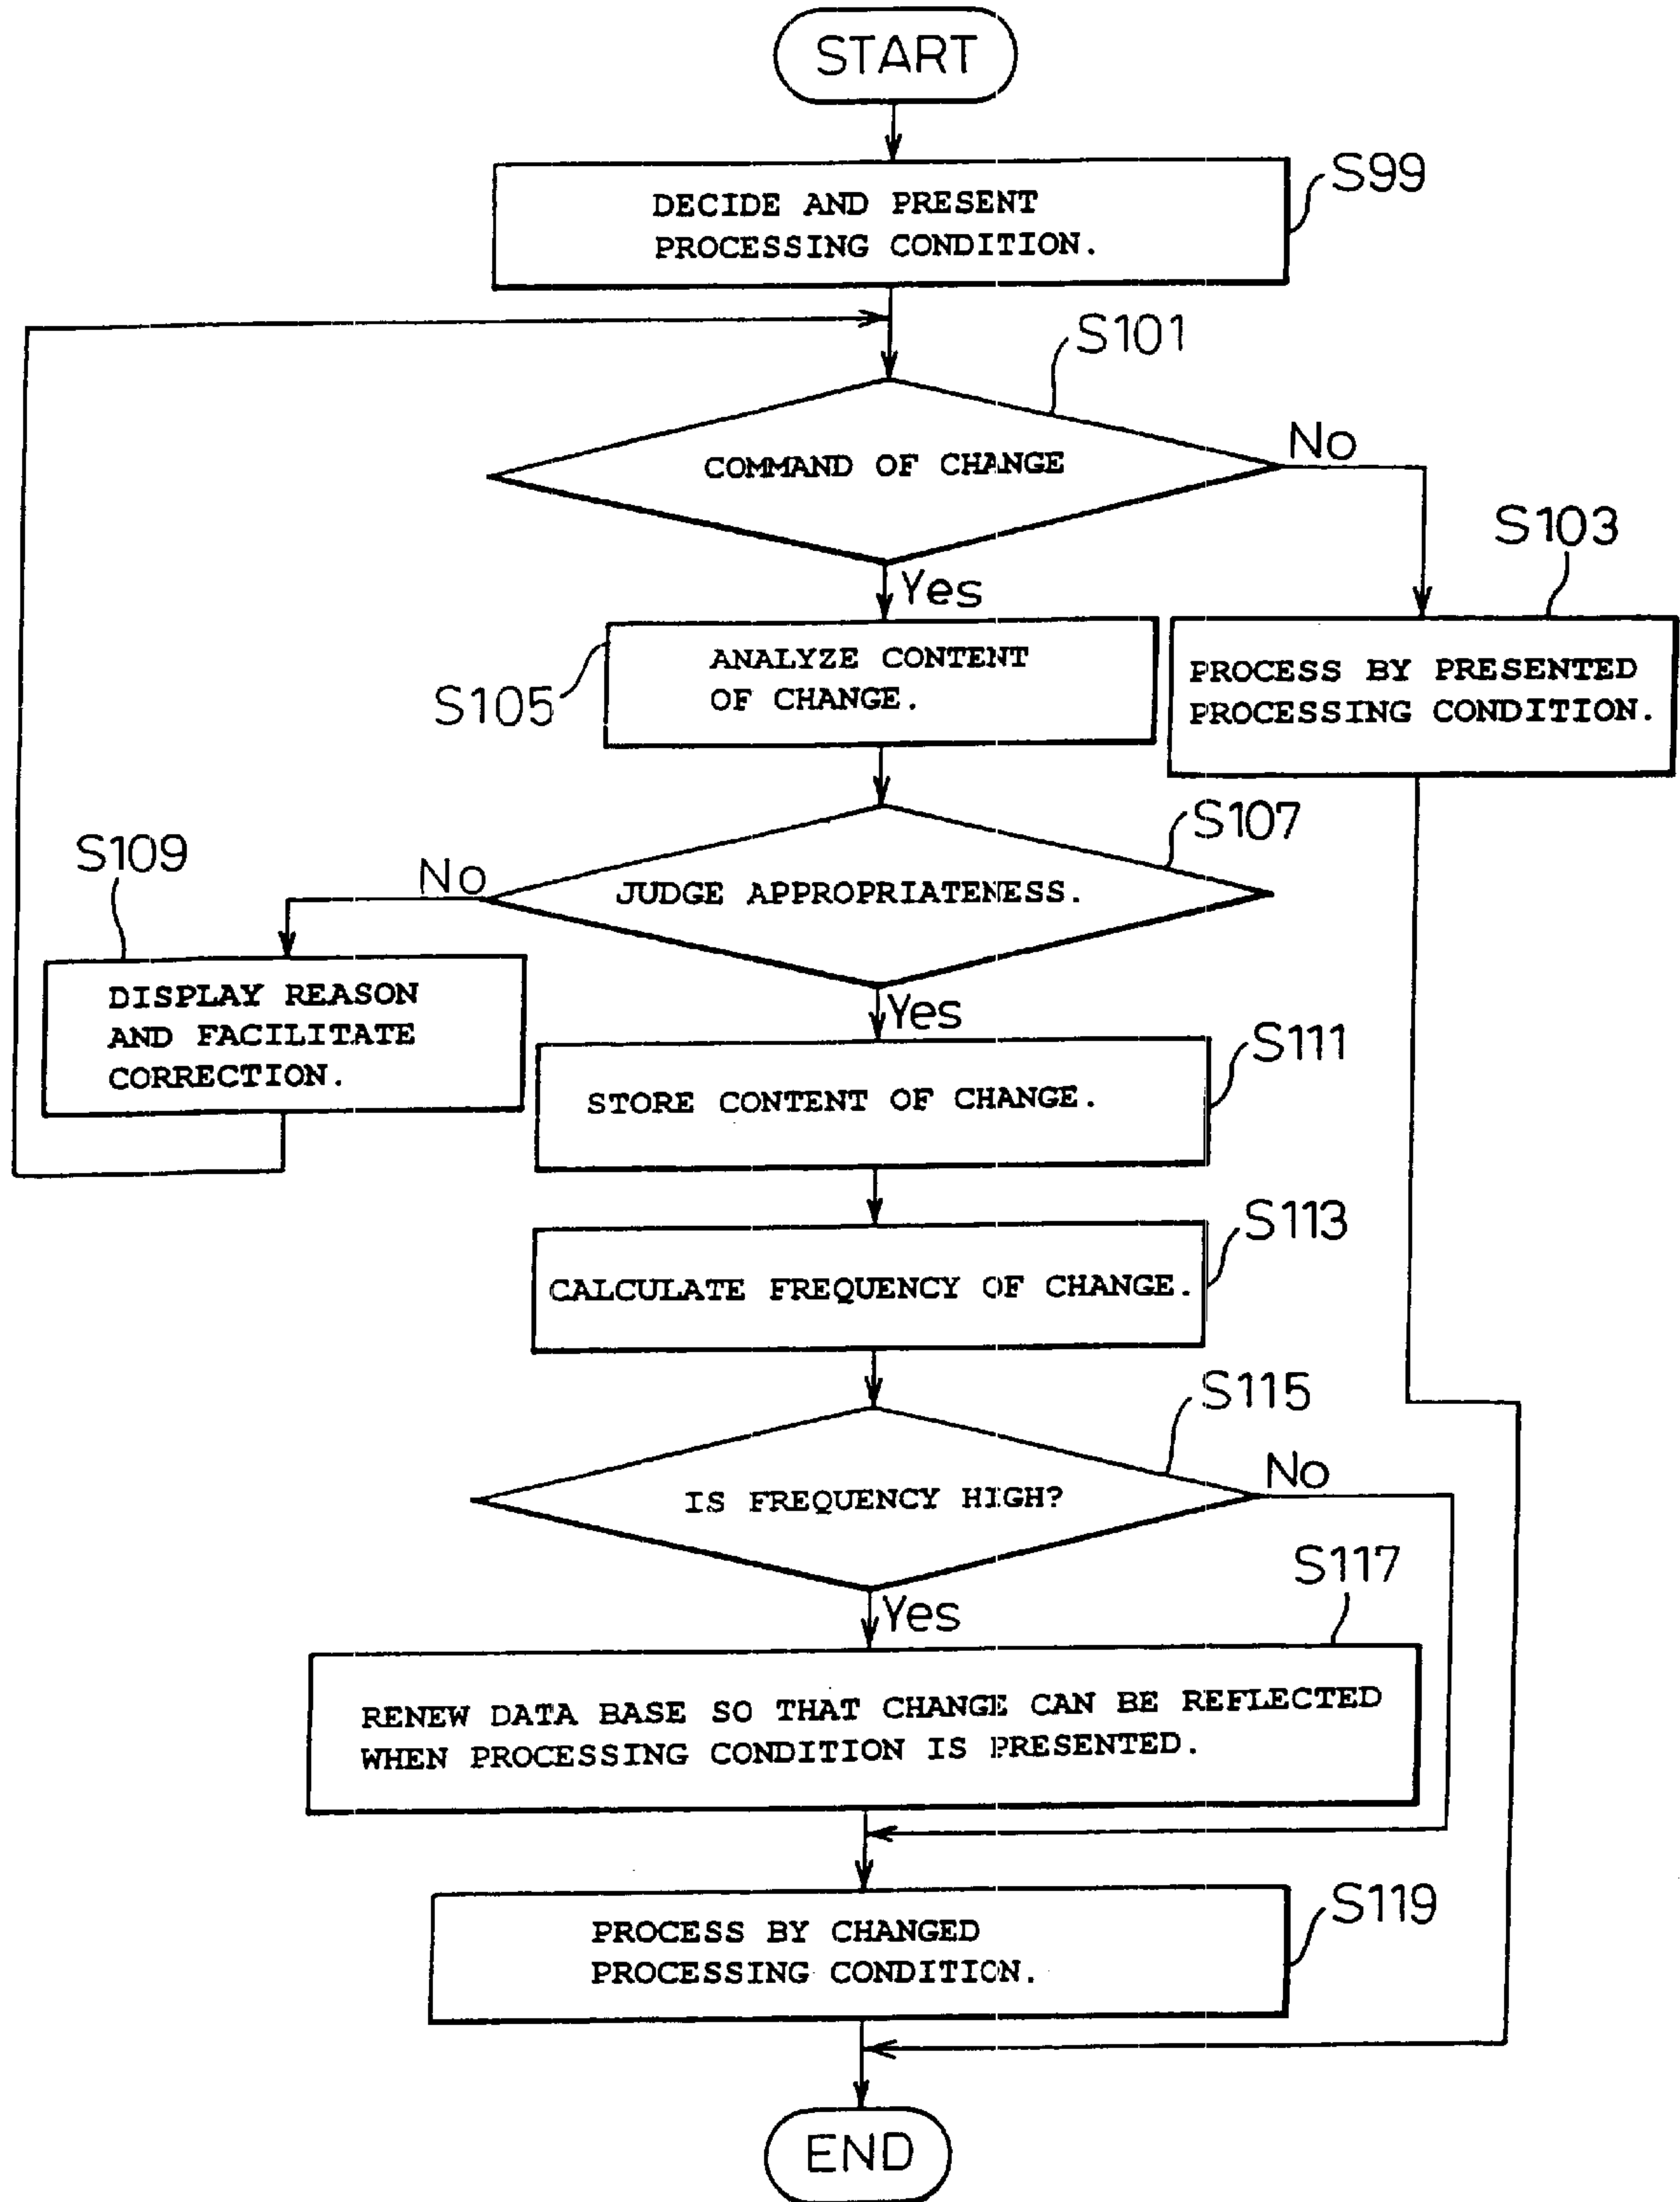 START
DECIDE AND PRESENT
PROCESSING CONDITION.
S99
S101
COMMAND OF CHANGE
No
S103
Yes
ANALYZE CONTENT
OF CHANGE.
S105
PROCESS BY PRESENTED
PROCESSING CONDITION.
S107
S109
No
JUDGE APPROPRIATENESS.
DISPLAY REASON
AND FACILITATE
CORRECTION.
Yes
S111
STORE CONTENT OF CHANGE.
S113
CALCULATE FREQUENCY OF CHANGE.
S115
No
IS FREQUENCY HIGH?
S117
Yes
RENEW DATA BASE SO THAT CHANGE CAN BE REFLECTED
WHEN PROCESSING CONDITION IS PRESENTED.
S119
PROCESS BY CHANGED
PROCESSING CONDITION.
END